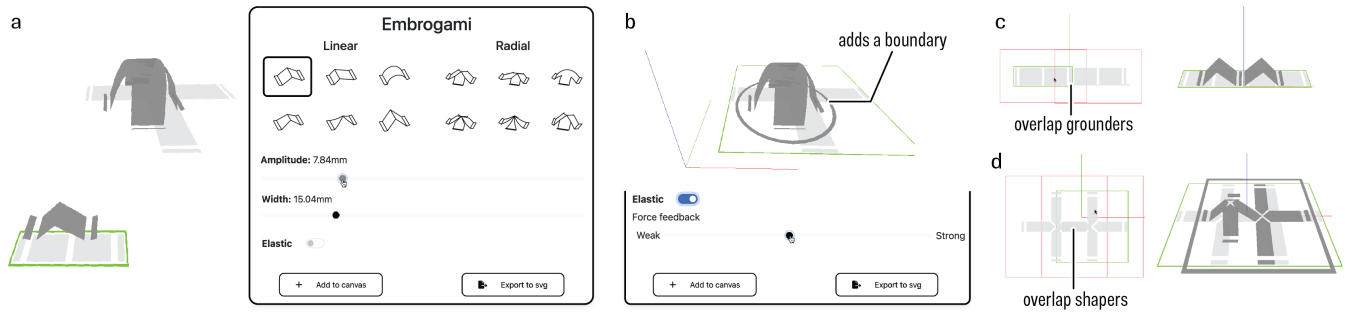 a
Embrogami
Linear
Radial
Amplitude: 7.84mm
Width: 15.04mm
Elastic
+ Add to canvas
Export to svg
b
adds a boundary
Elastic
Force feedback
Weak
Strong
+ Add to canvas
Export to svg
c
overlap grounders
d
overlap shapers